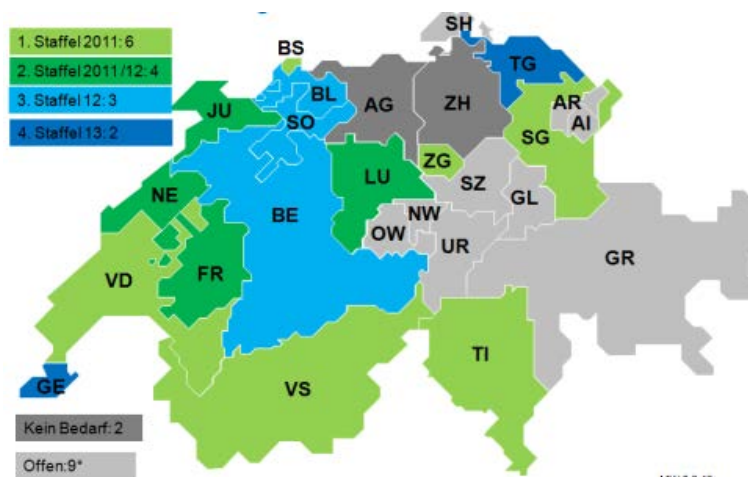 SH
1. Staffel 2011: 6
BS
2. Staffel 2011/12: 4
TG
3. Staffel 12: 3
BL
AG
ZH
AR
JU
SO
AI
4. Staffel 13: 2
SG
ZG
LU
SZ
NE
GL
BE
NW
OW
UR
GR
FR
VD
TI
GE
VS
Kein Bedarf: 2
Offen:9*